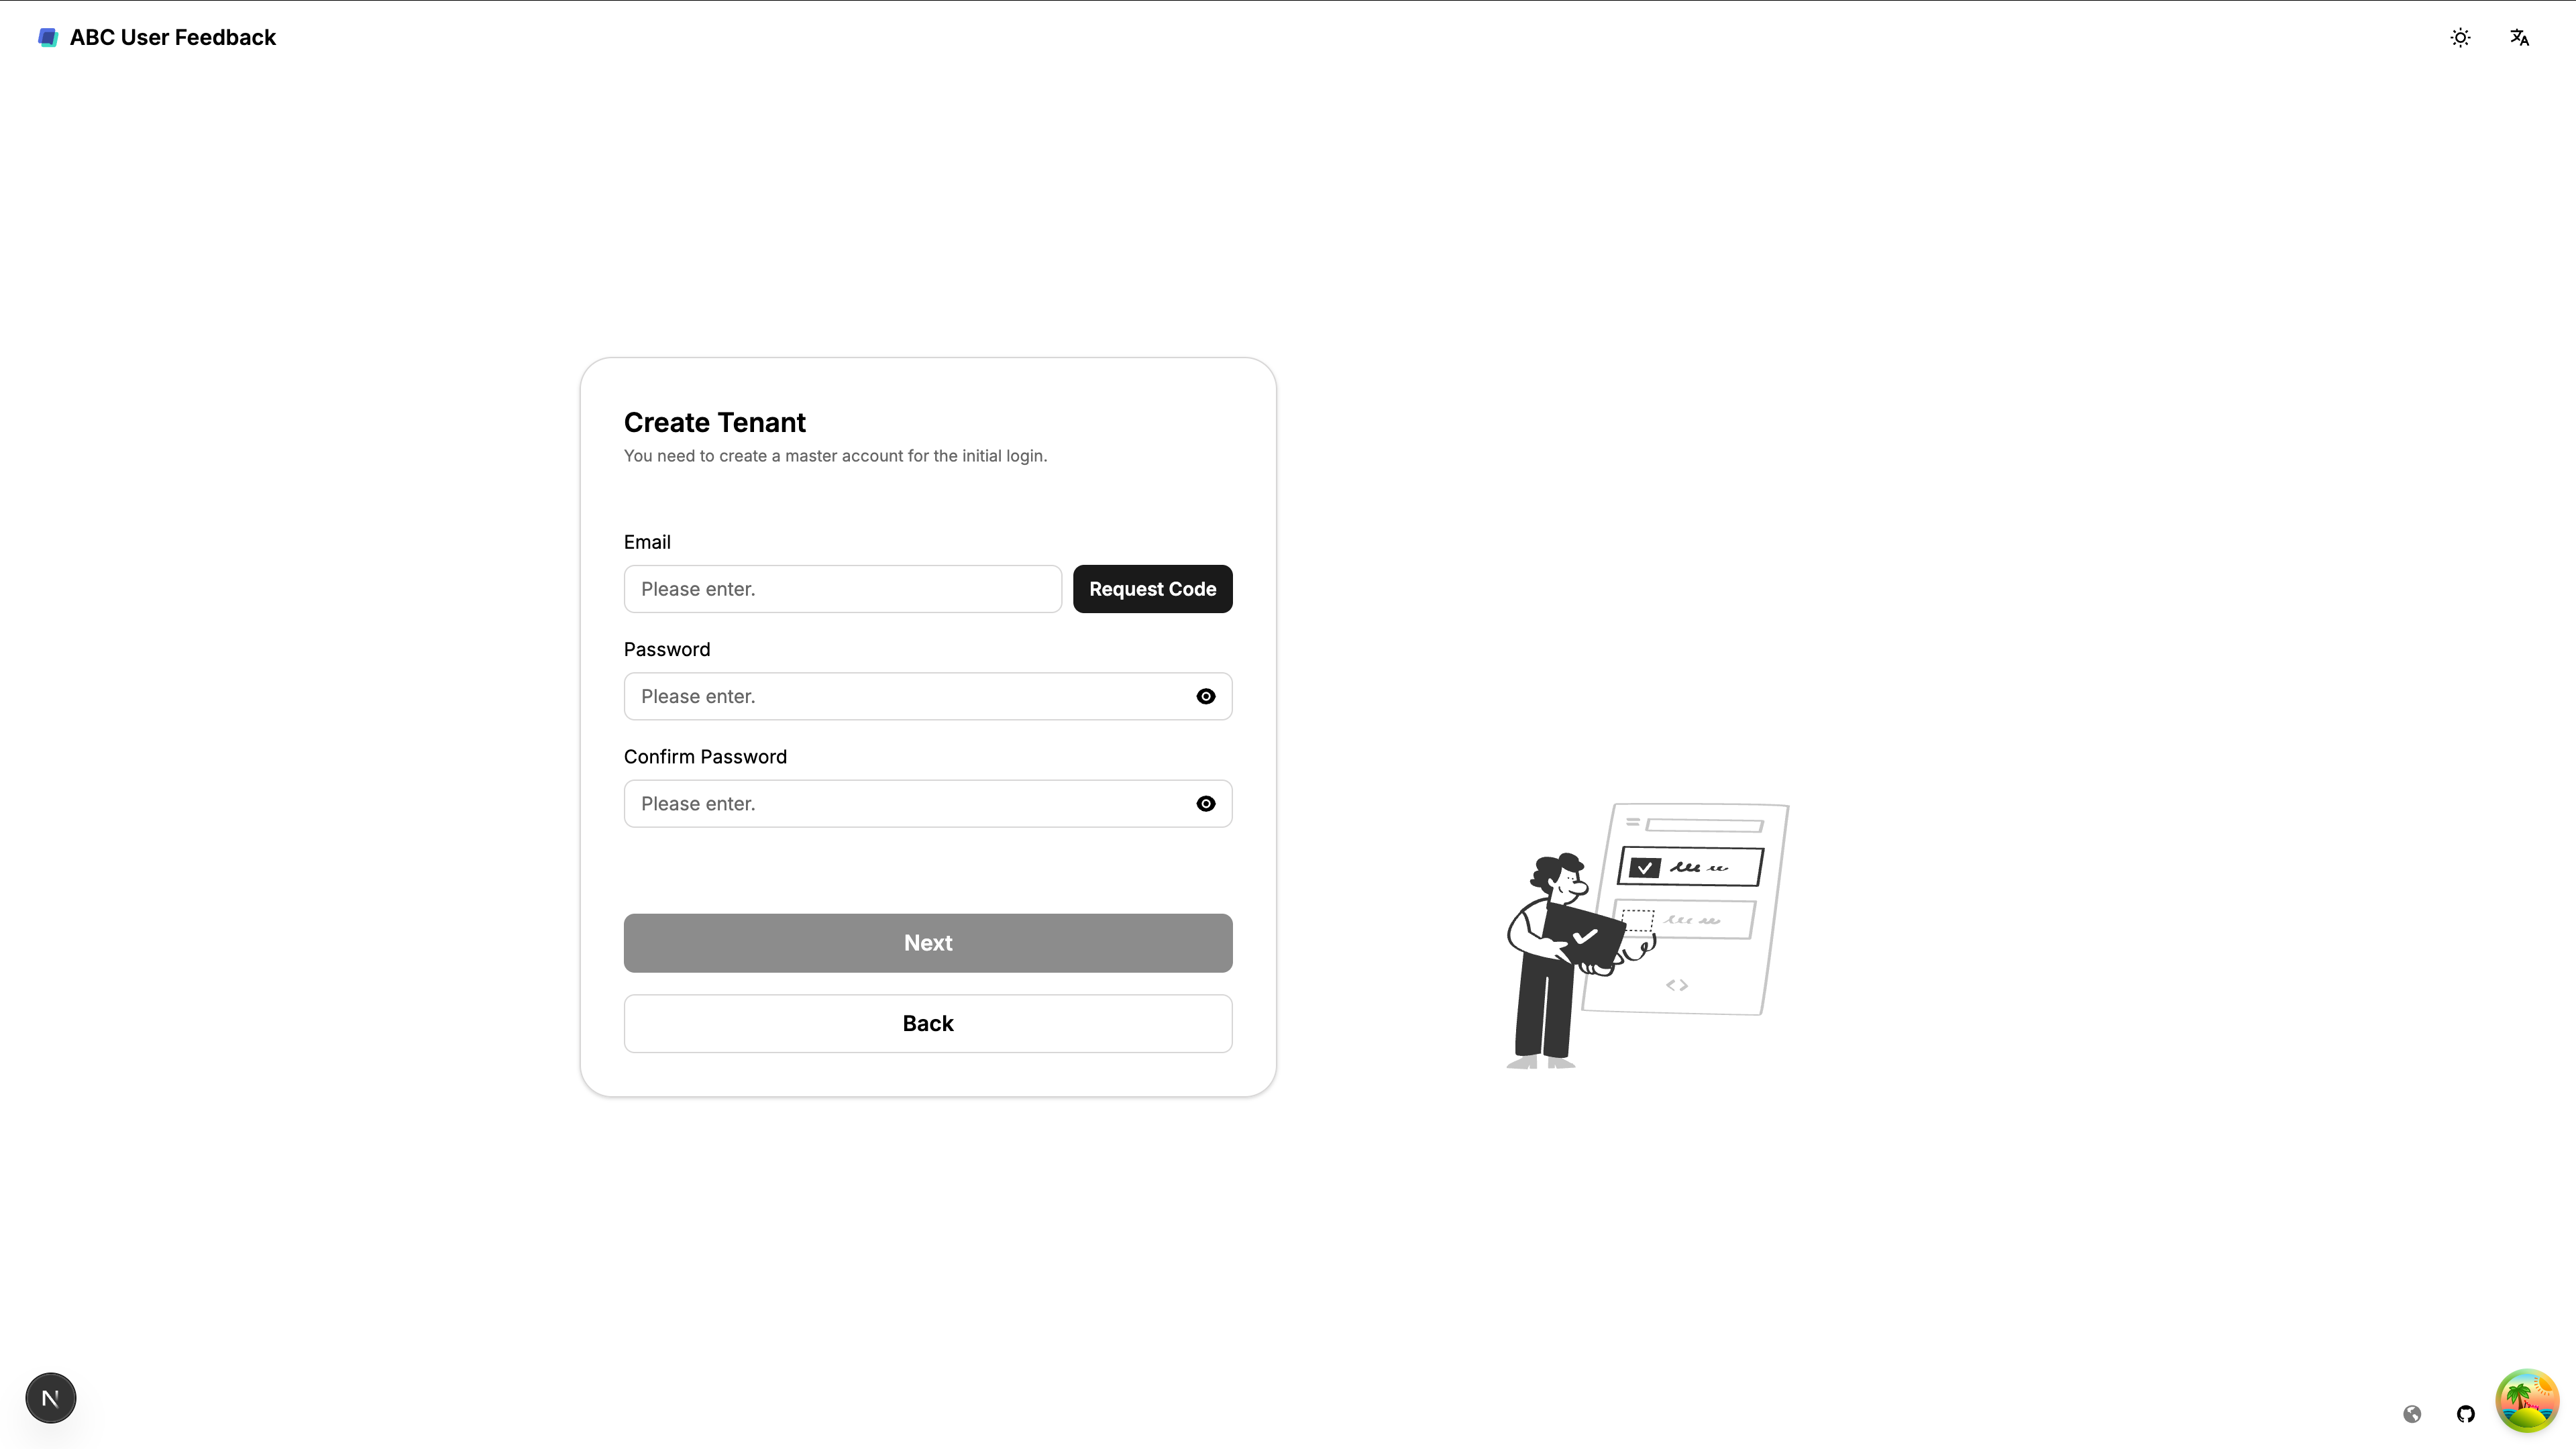 ABC User Feedback
Create Tenant
You need to create a master account for the initial login.
Email
Please enter.
Request Code
Password
Please enter.
Confirm Password
Please enter.
Next
Back
N